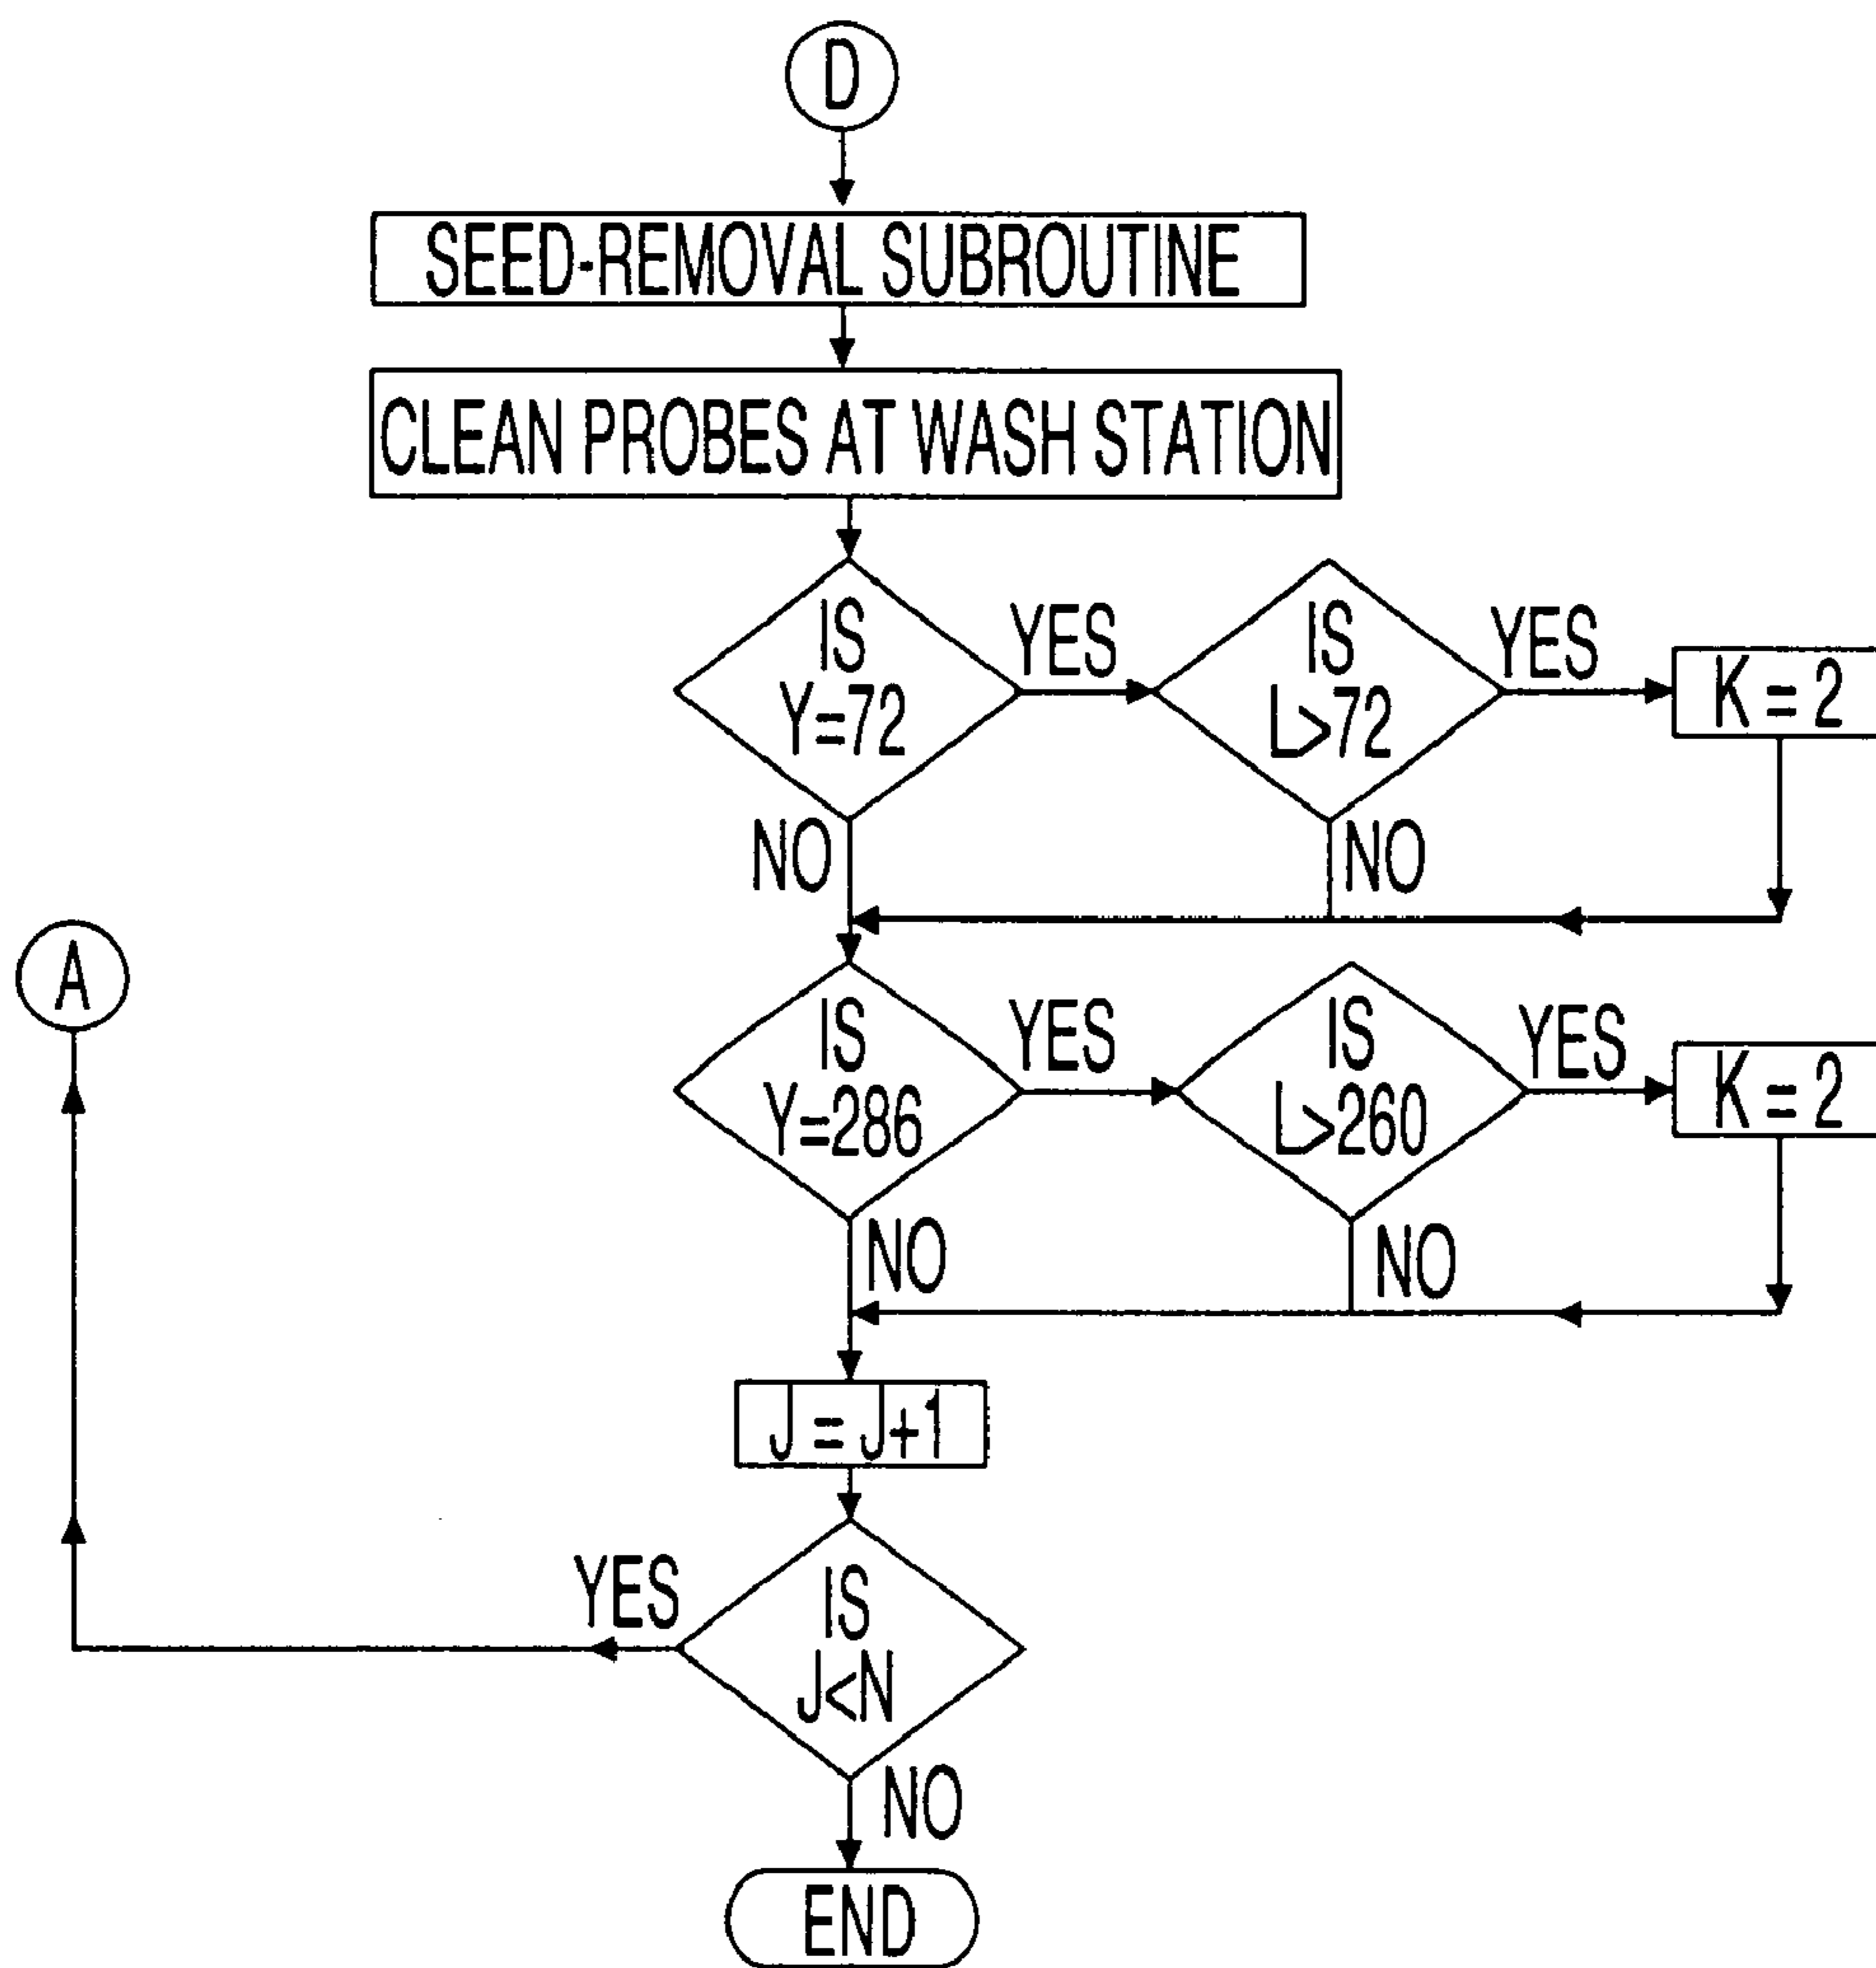 D
SEED-REMOVAL SUBROUTINE
CLEAN PROBES AT WASH STATION
IS
Y=72
YES
IS
L>72
YES
K = 2
NO
NO
A
IS
Y=286
YES
IS
L>260
YES
K = 2
NO
NO
J = J+1
IS
J<N
YES
NO
END